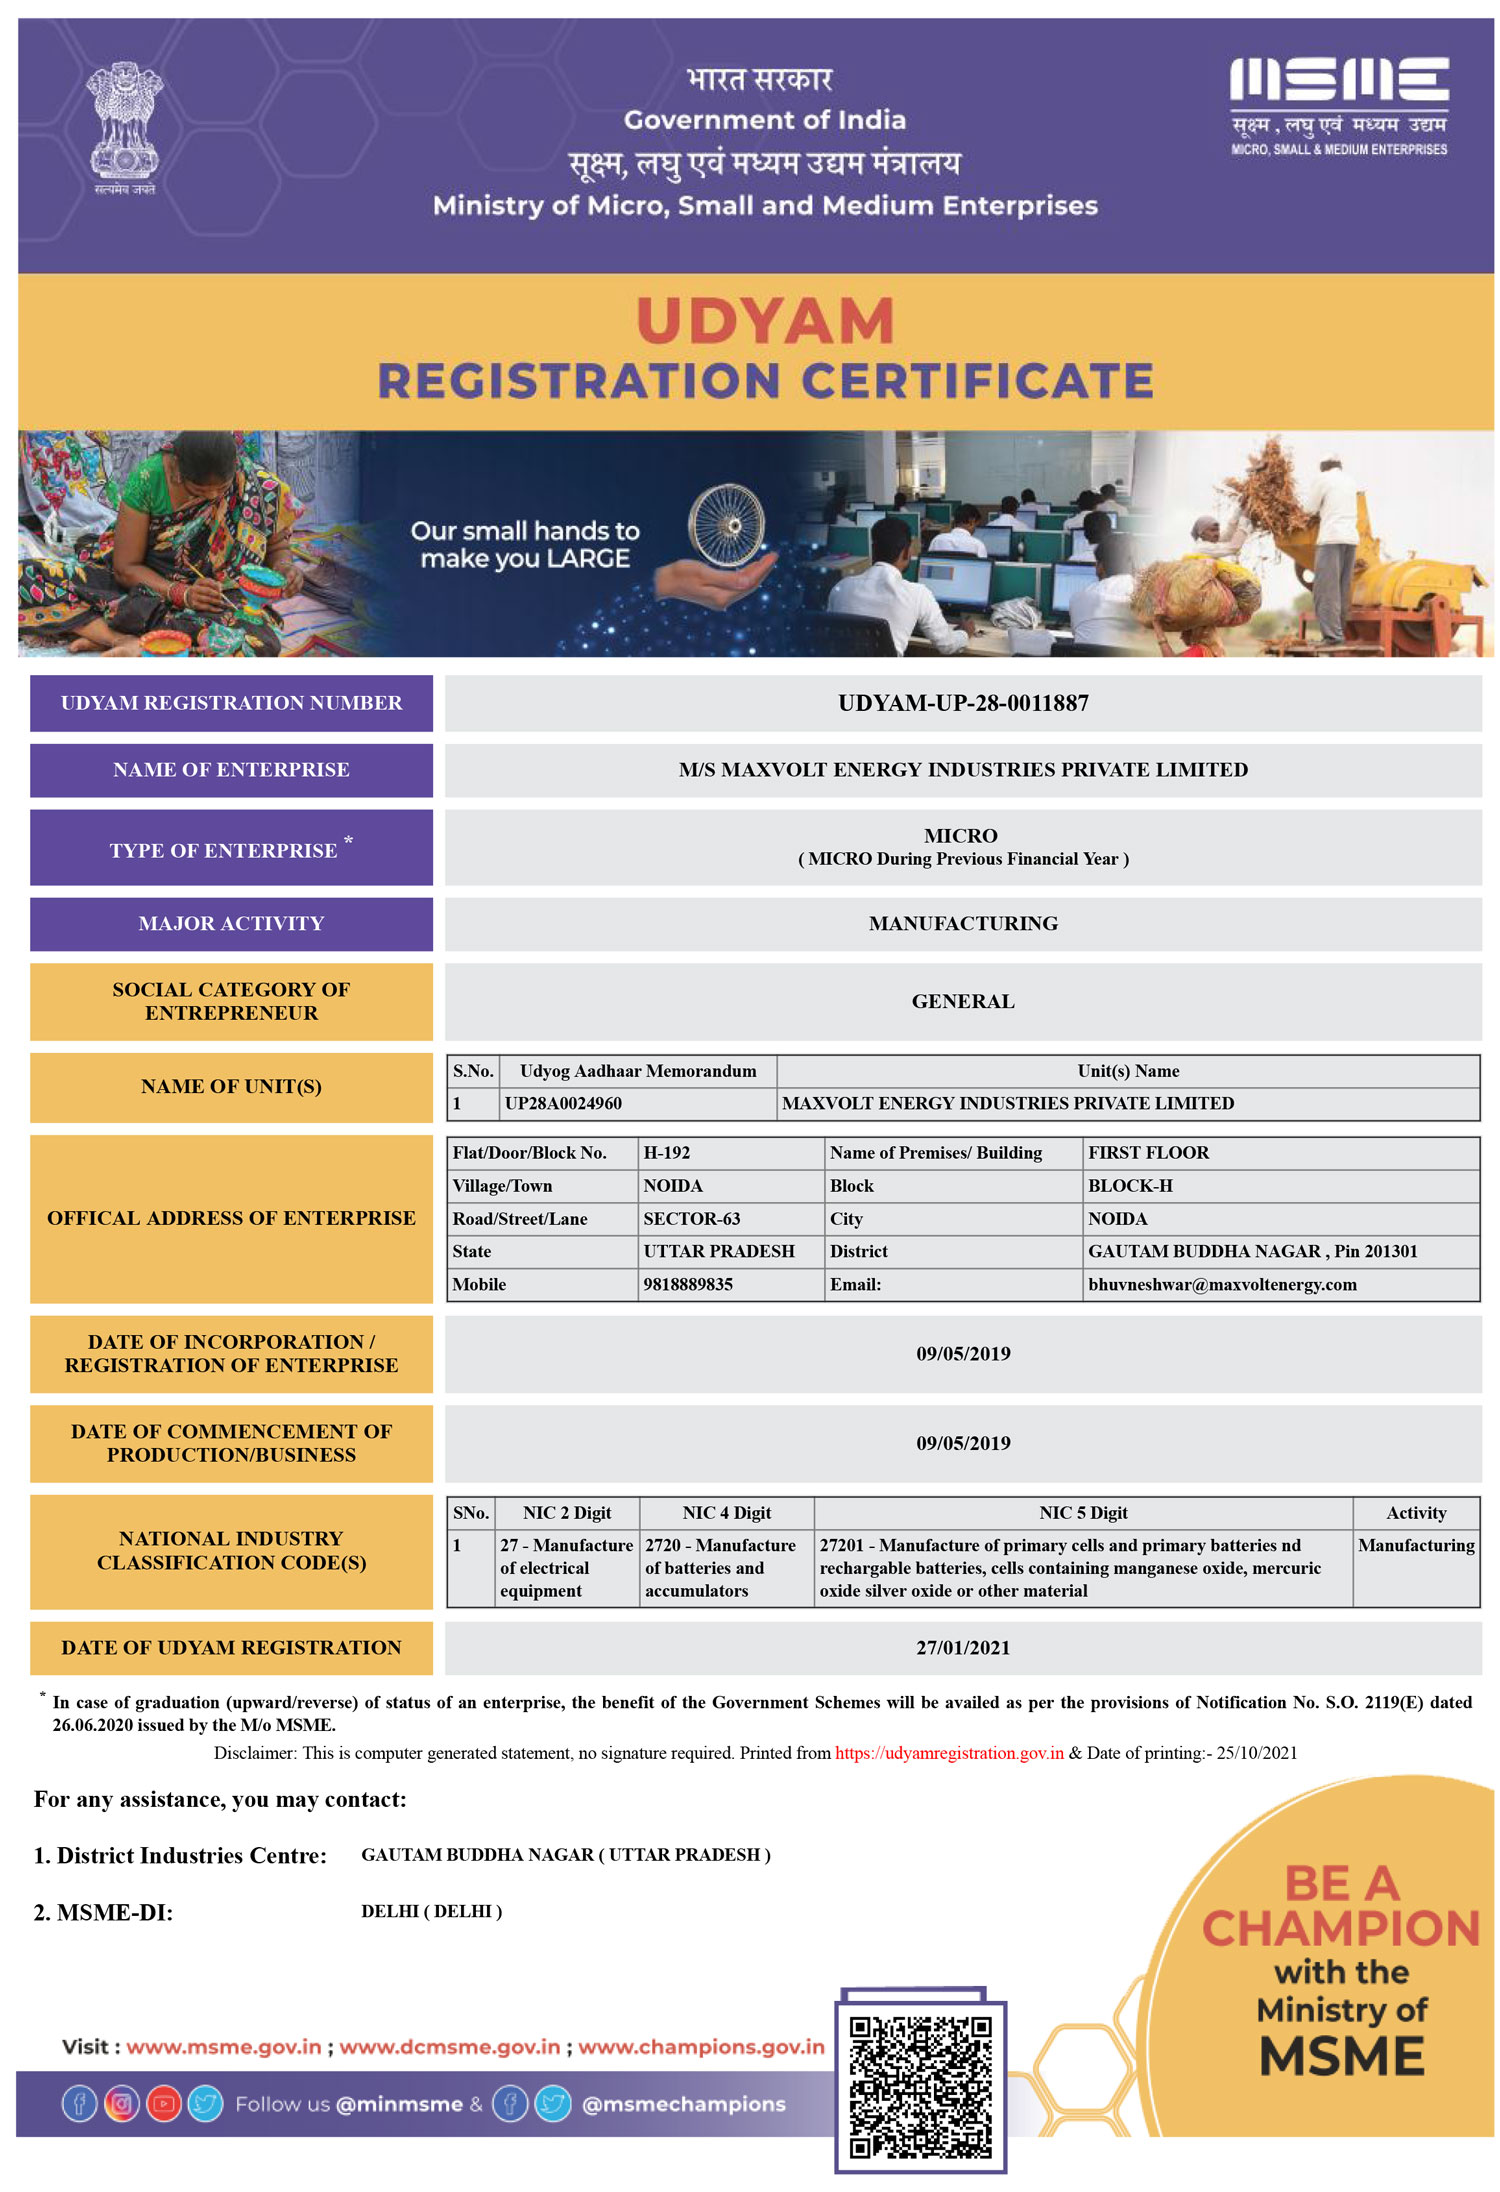 भारत सरकार
Government of India
सूक्ष्म, लघु एवं मध्यम उद्यम मंत्रालय
Ministry of Micro, Small and Medium Enterprises
सत्यमेव जयते
MSME
सूक्ष्म , लघु एवं मध्यम उद्यम
MICRO, SMALL & MEDIUM ENTERPRISES
UDYAM
REGISTRATION CERTIFICATE
Our small hands to
make you LARGE
UDYAM REGISTRATION NUMBER UDYAM-UP-28-0011887
NAME OF ENTERPRISE M/S MAXVOLT ENERGY INDUSTRIES PRIVATE LIMITED
TYPE OF ENTERPRISE * MICRO
( MICRO During Previous Financial Year )
MAJOR ACTIVITY MANUFACTURING
SOCIAL CATEGORY OF
ENTREPRENEUR
GENERAL
NAME OF UNIT(S)
S.No. Udyog Aadhaar Memorandum Unit(s) Name
1 UP28A0024960 MAXVOLT ENERGY INDUSTRIES PRIVATE LIMITED
OFFICAL ADDRESS OF ENTERPRISE
Flat/Door/Block No. H-192 Name of Premises/ Building FIRST FLOOR
Village/Town NOIDA Block BLOCK-H
Road/Street/Lane SECTOR-63 City NOIDA
State UTTAR PRADESH District GAUTAM BUDDHA NAGAR , Pin 201301
Mobile 9818889835 Email: bhuvneshwar@maxvoltenergy.com
DATE OF INCORPORATION /
REGISTRATION OF ENTERPRISE
09/05/2019
DATE OF COMMENCEMENT OF
PRODUCTION/BUSINESS
09/05/2019
NATIONAL INDUSTRY
CLASSIFICATION CODE(S)
SNo. NIC 2 Digit NIC 4 Digit NIC 5 Digit Activity
1 27 - Manufacture 2720 - Manufacture 27201 - Manufacture of primary cells and primary batteries nd Manufacturing
of electrical of batteries and rechargable batteries, cells containing manganese oxide, mercuric
equipment accumulators oxide silver oxide or other material
DATE OF UDYAM REGISTRATION 27/01/2021
* In case of graduation (upward/reverse) of status of an enterprise, the benefit of the Government Schemes will be availed as per the provisions of Notification No. S.O. 2119(E) dated
26.06.2020 issued by the M/o MSME.
Disclaimer: This is computer generated statement, no signature required. Printed from https://udyamregistration.gov.in & Date of printing:- 25/10/2021
For any assistance, you may contact:
1. District Industries Centre: GAUTAM BUDDHA NAGAR ( UTTAR PRADESH )
2. MSME-DI: DELHI ( DELHI )
BE A
CHAMPION
with the
Ministry of
MSME
Visit : www.msme.gov.in ; www.dcmsme.gov.in ; www.champions.gov.in
Follow us @minmsme & @msmechampions